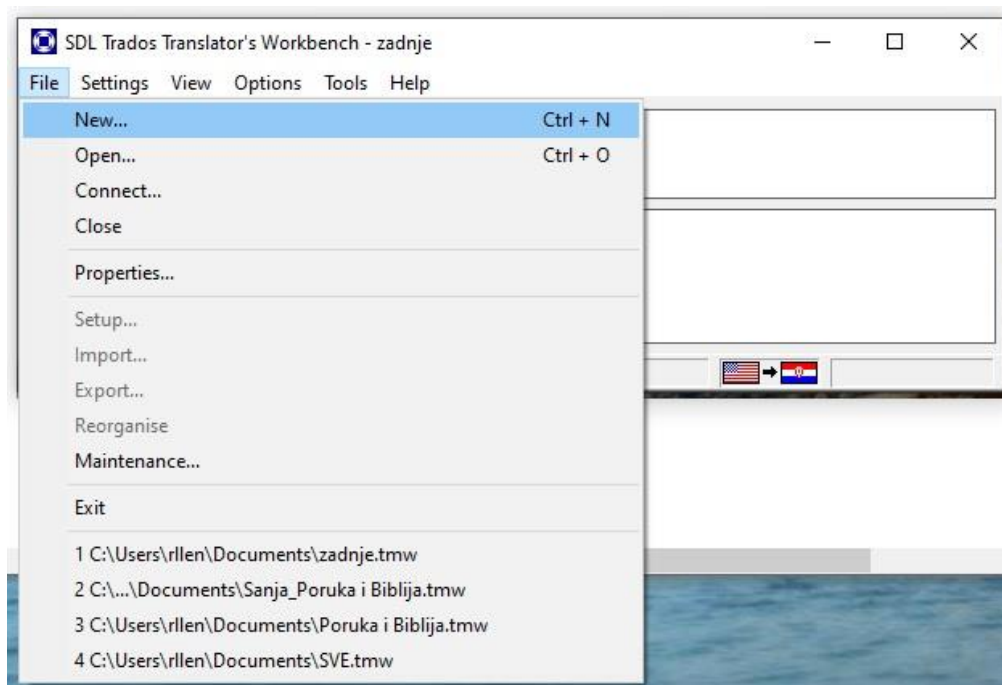 SDL Trados Translator's Workbench - zadnje
File Settings View Options Tools Help
New... Ctrl + N
Open... Ctrl + O
Connect...
Close
Properties...
Setup...
Import...
Export...
Reorganise
Maintenance...
Exit
1 C:\Users\rllen\Documents\zadnje.tmw
2 C:\...\Documents\Sanja_Poruka i Biblija.tmw
3 C:\Users\rllen\Documents\Poruka i Biblija.tmw
4 C:\Users\rllen\Documents\SVE.tmw